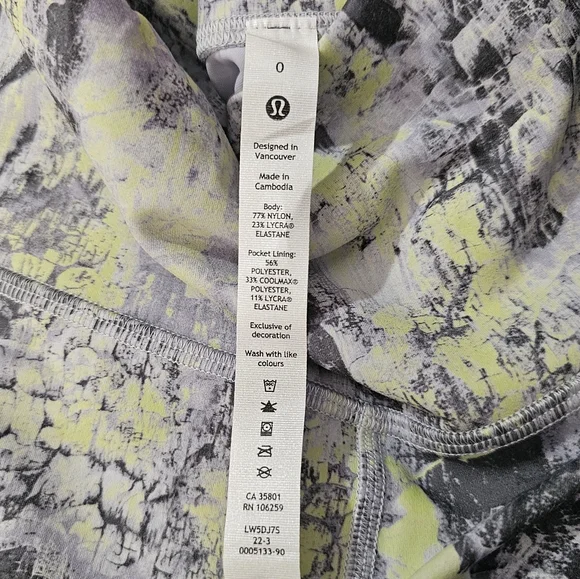 0
Designed in
Vancouver
Made in
Cambodia
Body:
77% NYLON,
23% LYCRA®
ELASTANE
Pocket Lining:
56%
POLYESTER,
33% COOLMAX®
POLYESTER,
11% LYCRA®
ELASTANE
Exclusive of
decoration
Wash with like
colours
CA 35801
RN 106259
LW5DJ7S
22-3
0005133-90